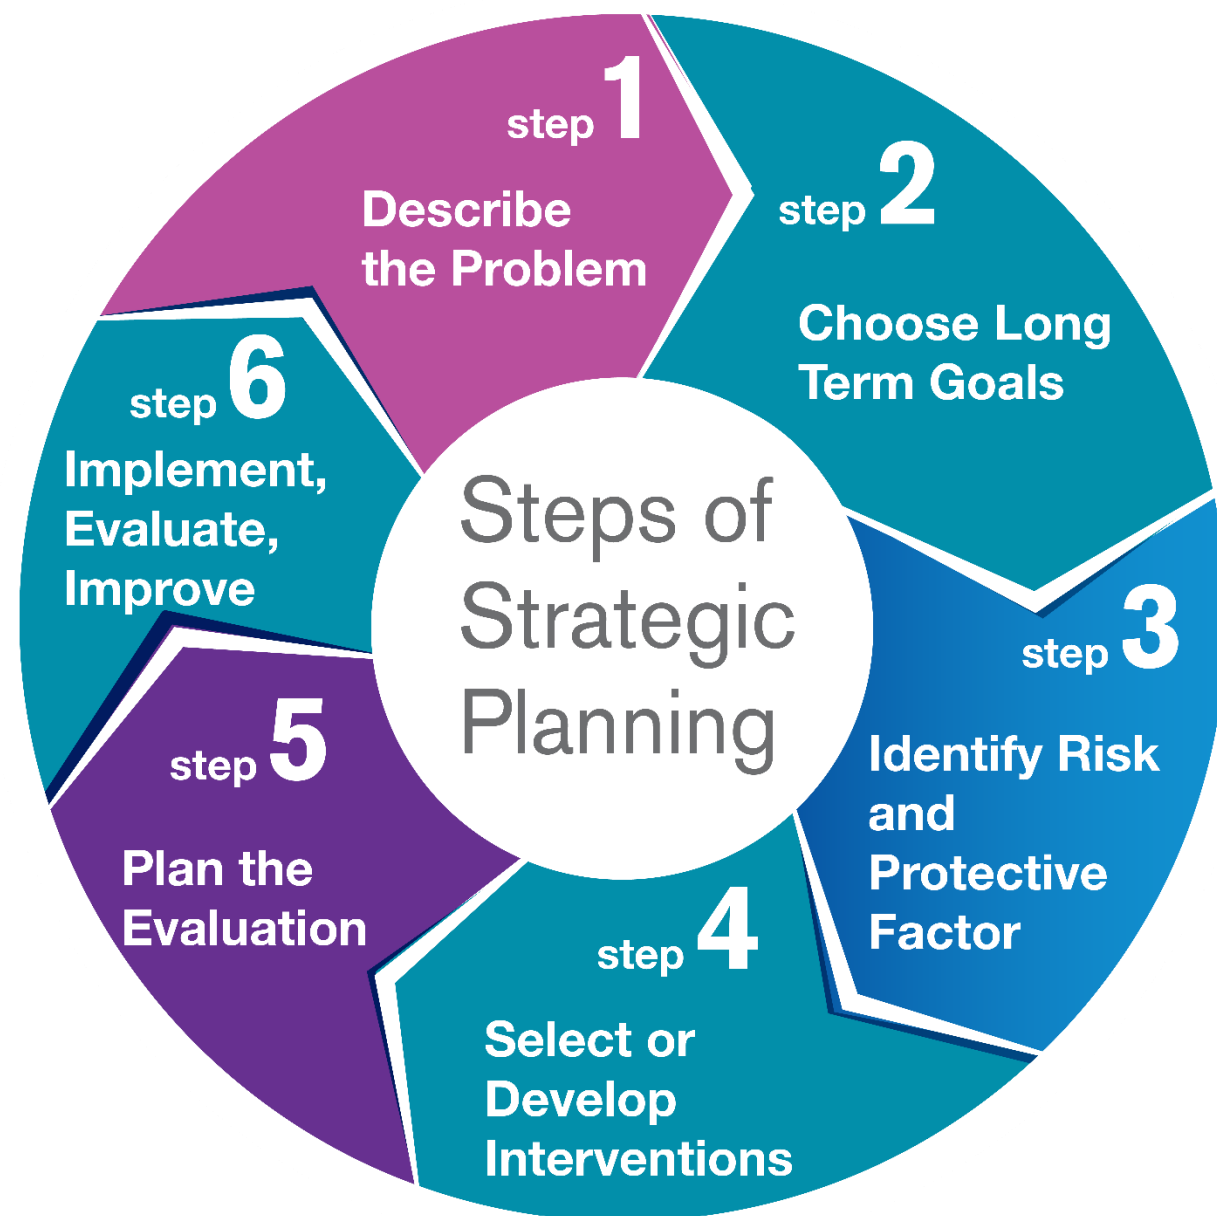 step 1
Describe
the Problem
step 2
Choose Long
Term Goals
step 3
Identify Risk
and
Protective
Factor
step 4
Select or
Develop
Interventions
step 5
Plan the
Evaluation
step 6
Implement,
Evaluate,
Improve
Steps of
Strategic
Planning